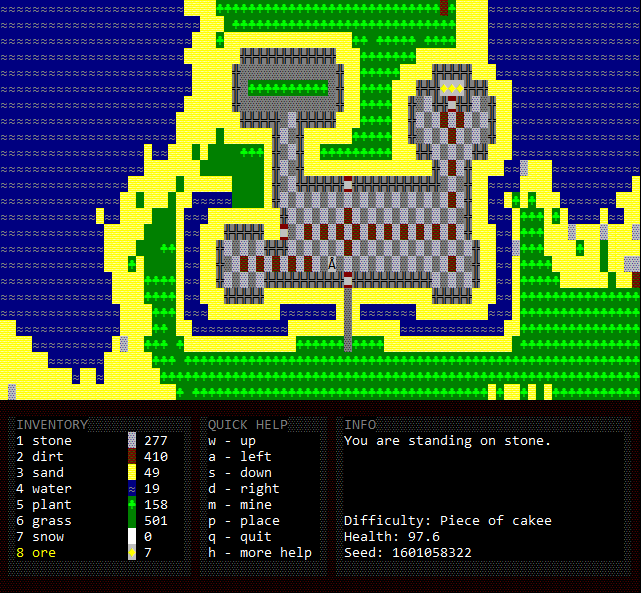 INVENTORY
1 stone 277
2 dirt 410
3 sand 49
4 water 19
5 plant 158
6 grass 501
7 snow 0
8 ore 7
QUICK HELP
w - up
a - left
s - down
d - right
m - mine
p - place
q - quit
h - more help
INFO
You are standing on stone.
Difficulty: Piece of cakee
Health: 97.6
Seed: 1601058322